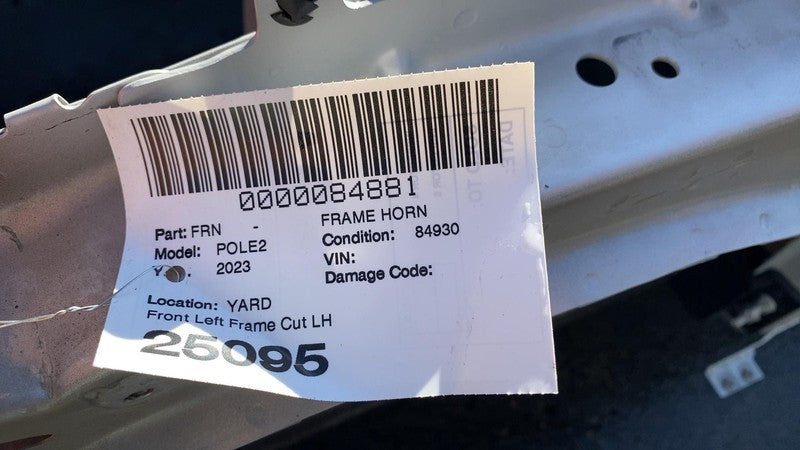 0000084881
Part: FRN - FRAME HORN
Model: POLE2 Condition: 84930
Y 2023 VIN:
Damage Code:
Location: YARD
Front Left Frame Cut LH
25095
DATE: